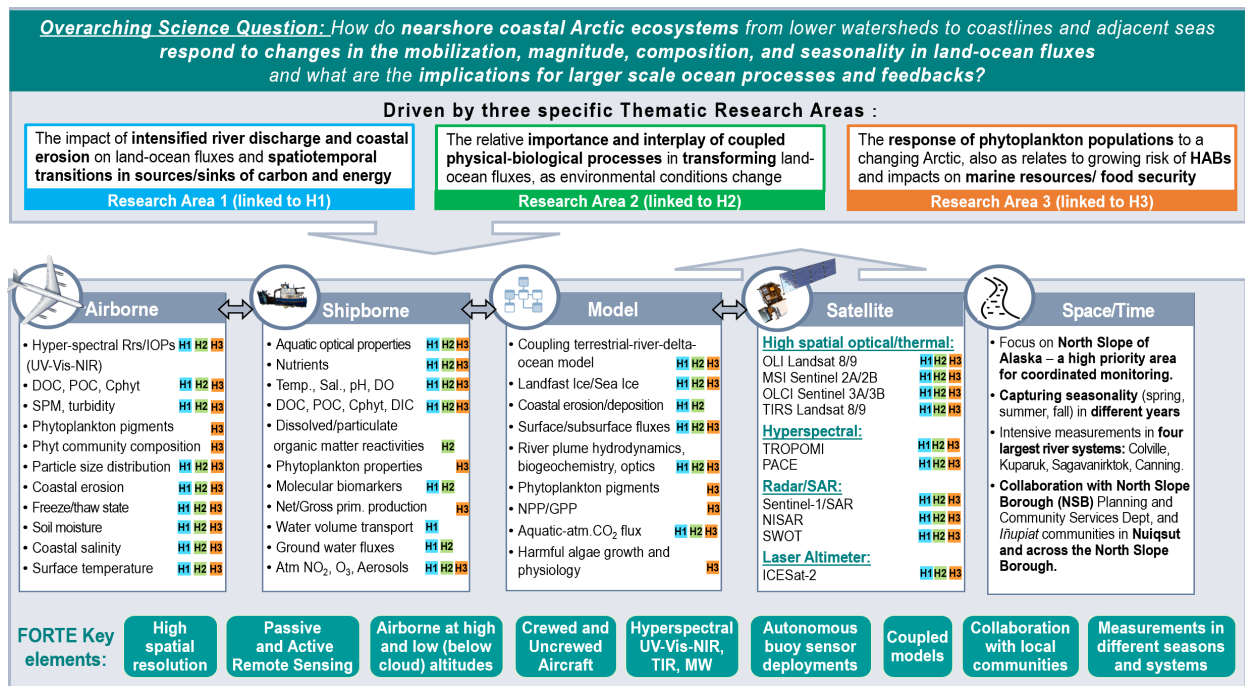 Overarching Science Question: How do nearshore coastal Arctic ecosystems from lower watersheds to coastlines and adjacent seas
respond to changes in the mobilization, magnitude, composition, and seasonality in land-ocean fluxes
and what are the implications for larger scale ocean processes and feedbacks?
Driven by three specific Thematic Research Areas :
The impact of intensified river discharge and coastal
erosion on land-ocean fluxes and spatiotemporal
transitions in sources/sinks of carbon and energy
Research Area 1 (linked to H1)
The relative importance and interplay of coupled
physical-biological processes in transforming land-
ocean fluxes, as environmental conditions change
Research Area 2 (linked to H2)
The response of phytoplankton populations to a
changing Arctic, also as relates to growing risk of HABs
and impacts on marine resources/ food security
Research Area 3 (linked to H3)
Airborne
• Hyper-spectral Rrs/IOPs H1 H2 H3
(UV-Vis-NIR)
• DOC, POC, Cphyt H1 H2 H3
• SPM, turbidity H1 H2 H3
• Phytoplankton pigments H3
• Phyt community composition H3
• Particle size distribution H1 H2 H3
• Coastal erosion H1 H2 H3
• Freeze/thaw state H1 H2 H3
• Soil moisture H1 H2 H3
• Coastal salinity H1 H2 H3
• Surface temperature H1 H2 H3
Shipborne
• Aquatic optical properties H1 H2 H3
• Nutrients H1 H2 H3
• Temp., Sal., pH, DO H1 H2 H3
• DOC, POC, Cphyt, DIC H1 H2 H3
• Dissolved/particulate
organic matter reactivities H2
• Phytoplankton properties H3
• Molecular biomarkers H1 H2
• Net/Gross prim. production H3
• Water volume transport H1
• Ground water fluxes H1 H2
• Atm NO2, O3, Aerosols H1 H2 H3
Model
• Coupling terrestrial-river-delta-
ocean model H1 H2 H3
• Landfast Ice/Sea Ice H1 H2 H3
• Coastal erosion/deposition H1 H2
• Surface/subsurface fluxes H1 H2 H3
• River plume hydrodynamics,
biogeochemistry, optics H1 H2 H3
• Phytoplankton pigments H3
• NPP/GPP H3
• Aquatic-atm.CO2 flux H1 H2 H3
• Harmful algae growth and
physiology H3
Satellite
High spatial optical/thermal:
OLI Landsat 8/9 H1 H2 H3
MSI Sentinel 2A/2B H1 H2 H3
OLCI Sentinel 3A/3B H1 H2 H3
TIRS Landsat 8/9 H1 H2 H3
Hyperspectral:
TROPOMI H1 H2 H3
PACE H1 H2 H3
Radar/SAR:
Sentinel-1/SAR H1 H2 H3
NISAR H1 H2 H3
SWOT H1 H2 H3
Laser Altimeter:
ICESat-2 H1 H2 H3
Space/Time
• Focus on North Slope of
Alaska – a high priority area
for coordinated monitoring.
• Capturing seasonality (spring,
summer, fall) in different years
• Intensive measurements in four
largest river systems: Colville,
Kuparuk, Sagavanirktok, Canning.
• Collaboration with North Slope
Borough (NSB) Planning and
Community Services Dept, and
Iñupiat communities in Nuiqsut
and across the North Slope
Borough.
FORTE Key
elements:
High
spatial
resolution
Passive
and Active
Remote Sensing
Airborne at high
and low (below
cloud) altitudes
Crewed and
Uncrewed
Aircraft
Hyperspectral
UV-Vis-NIR,
TIR, MW
Autonomous
buoy sensor
deployments
Coupled
models
Collaboration
with local
communities
Measurements in
different seasons
and systems